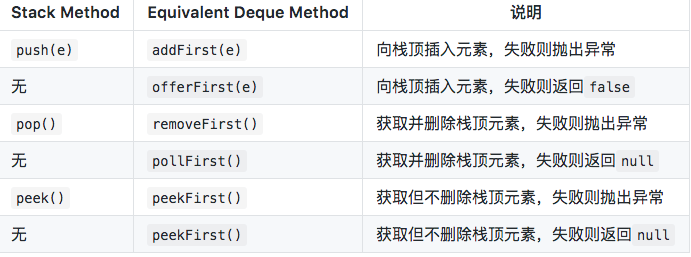 Stack Method Equivalent Deque Method 说明
push(e) addFirst(e) 向栈顶插入元素，失败则抛出异常
无 offerFirst(e) 向栈顶插入元素，失败则返回 false
pop() removeFirst() 获取并删除栈顶元素，失败则抛出异常
无 pollFirst() 获取并删除栈顶元素，失败则返回 null
peek() peekFirst() 获取但不删除栈顶元素，失败则抛出异常
无 peekFirst() 获取但不删除栈顶元素，失败则返回 null